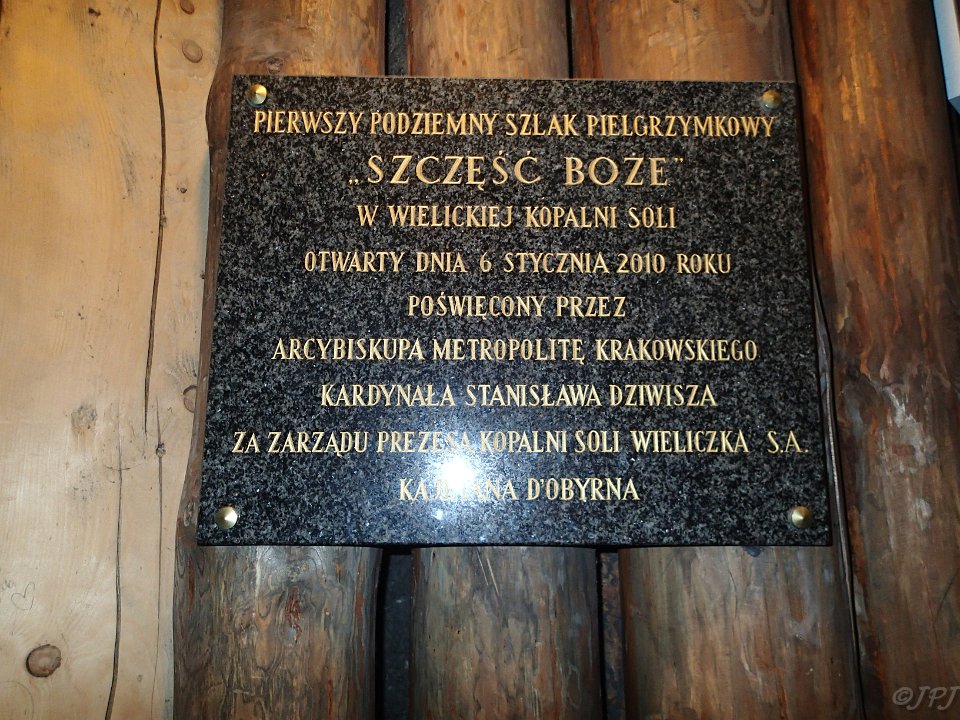 PIERWSZY PODZIEMNY SZLAK PIELGRZYMKOWY
„SZCZĘŚĆ BOŻE”
W WIELICKIEJ KOPALNI SOLI
OTWARTY DNIA 6 STYCZNIA 2010 ROKU
POŚWIĘCONY PRZEZ
ARCYBISKUPA METROPOLITĘ KRAKOWSKIEGO
KARDYNAŁA STANISŁAWA DZIWISZA
ZA ZARZĄDU PREZESA KOPALNI SOLI WIELICZKA S.A.
D'OBYRNA
©JPJ